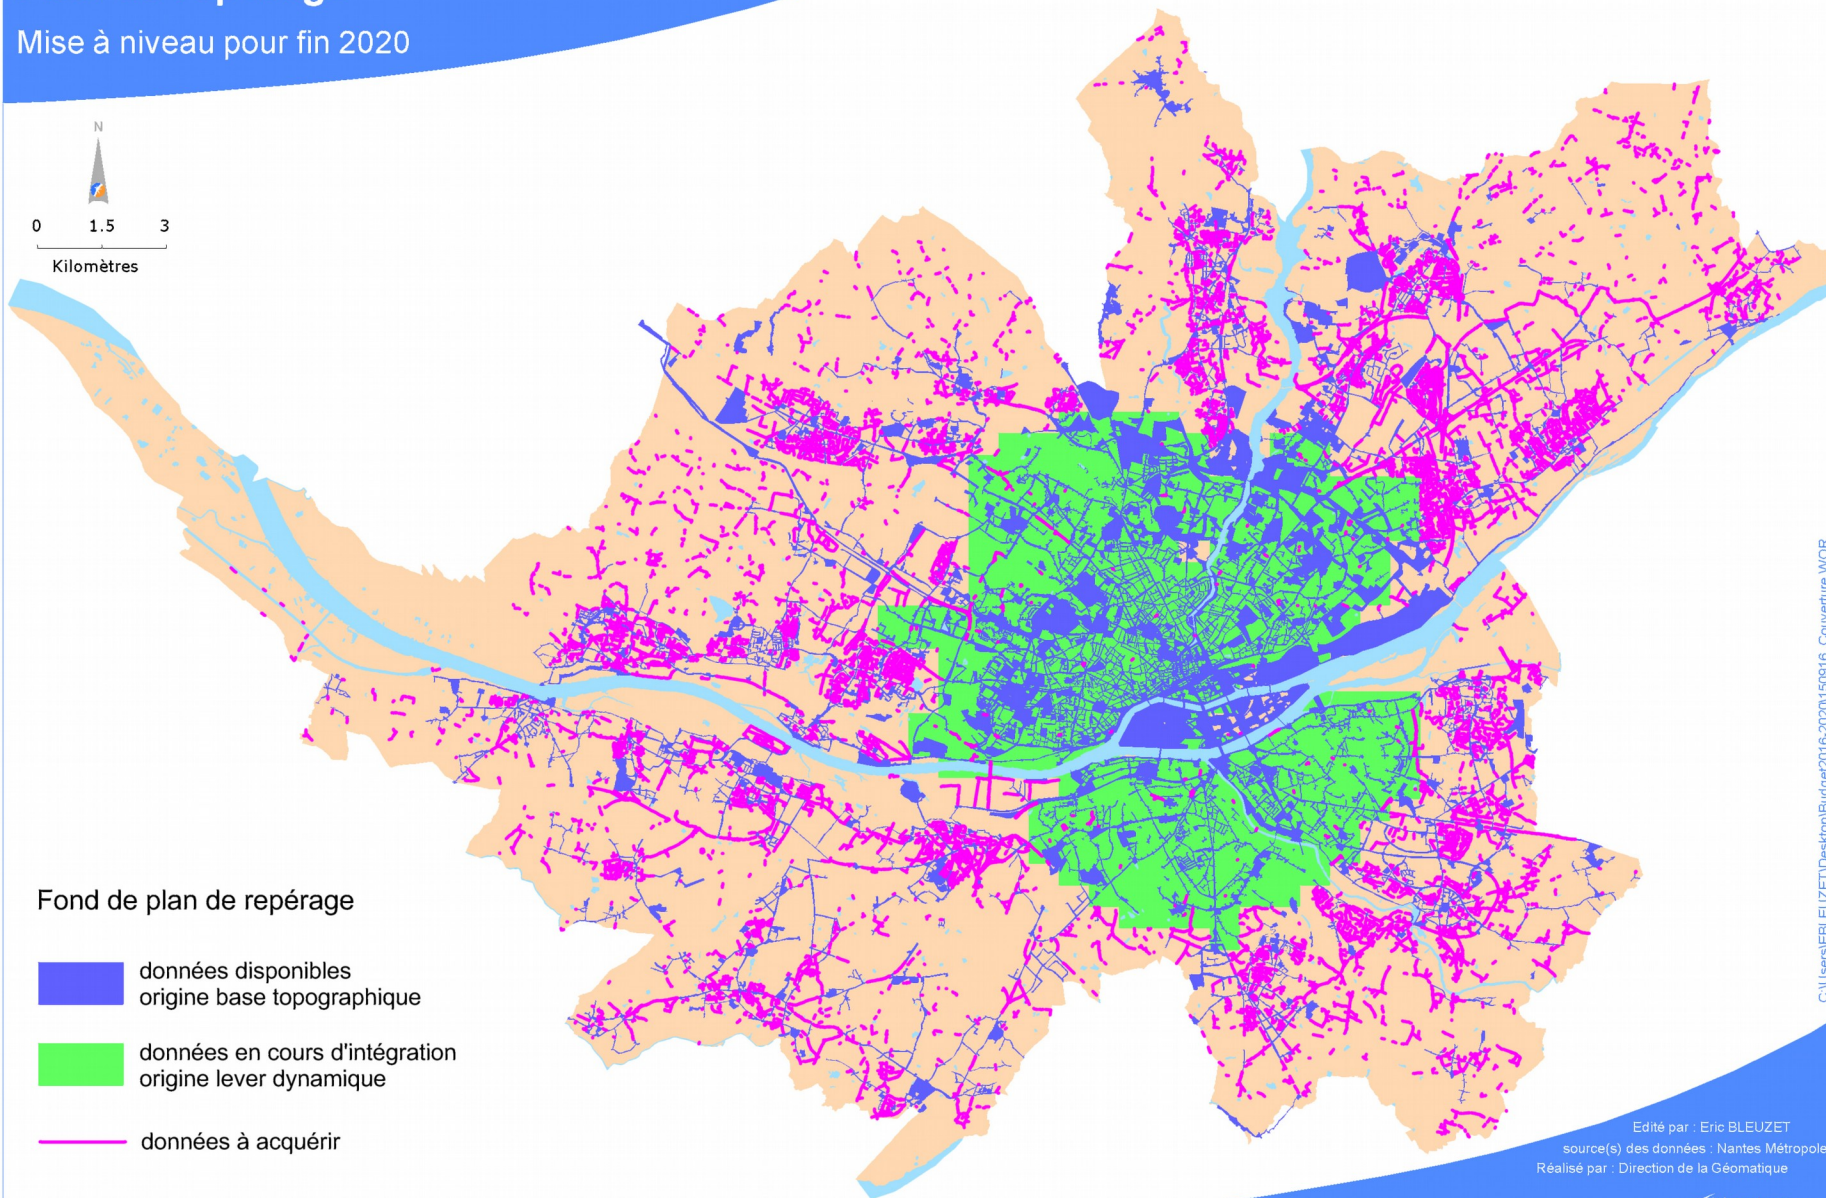 Mise à niveau pour fin 2020
N
0 1.5 3
Kilomètres
Fond de plan de repérage
données disponibles
origine base topographique
données en cours d'intégration
origine lever dynamique
données à acquérir
Edité par : Eric BLEUZET
source(s) des données : Nantes Métropole
Réalisé par : Direction de la Géomatique